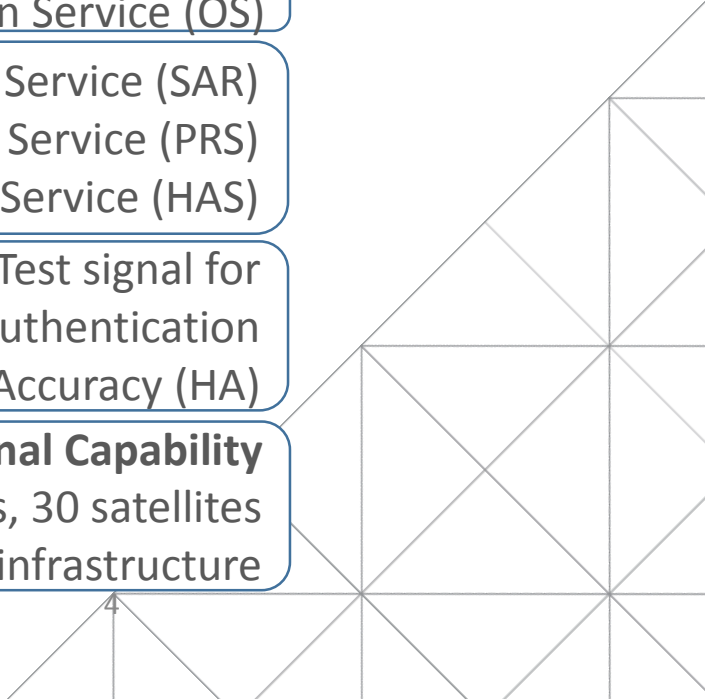 n Service (OS)
Service (SAR)
Service (PRS)
Service (HAS)
Test signal for
uthentication
Accuracy (HA)
nal Capability
s, 30 satellites
infrastructure
4